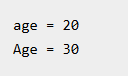 age = 20
Age = 30